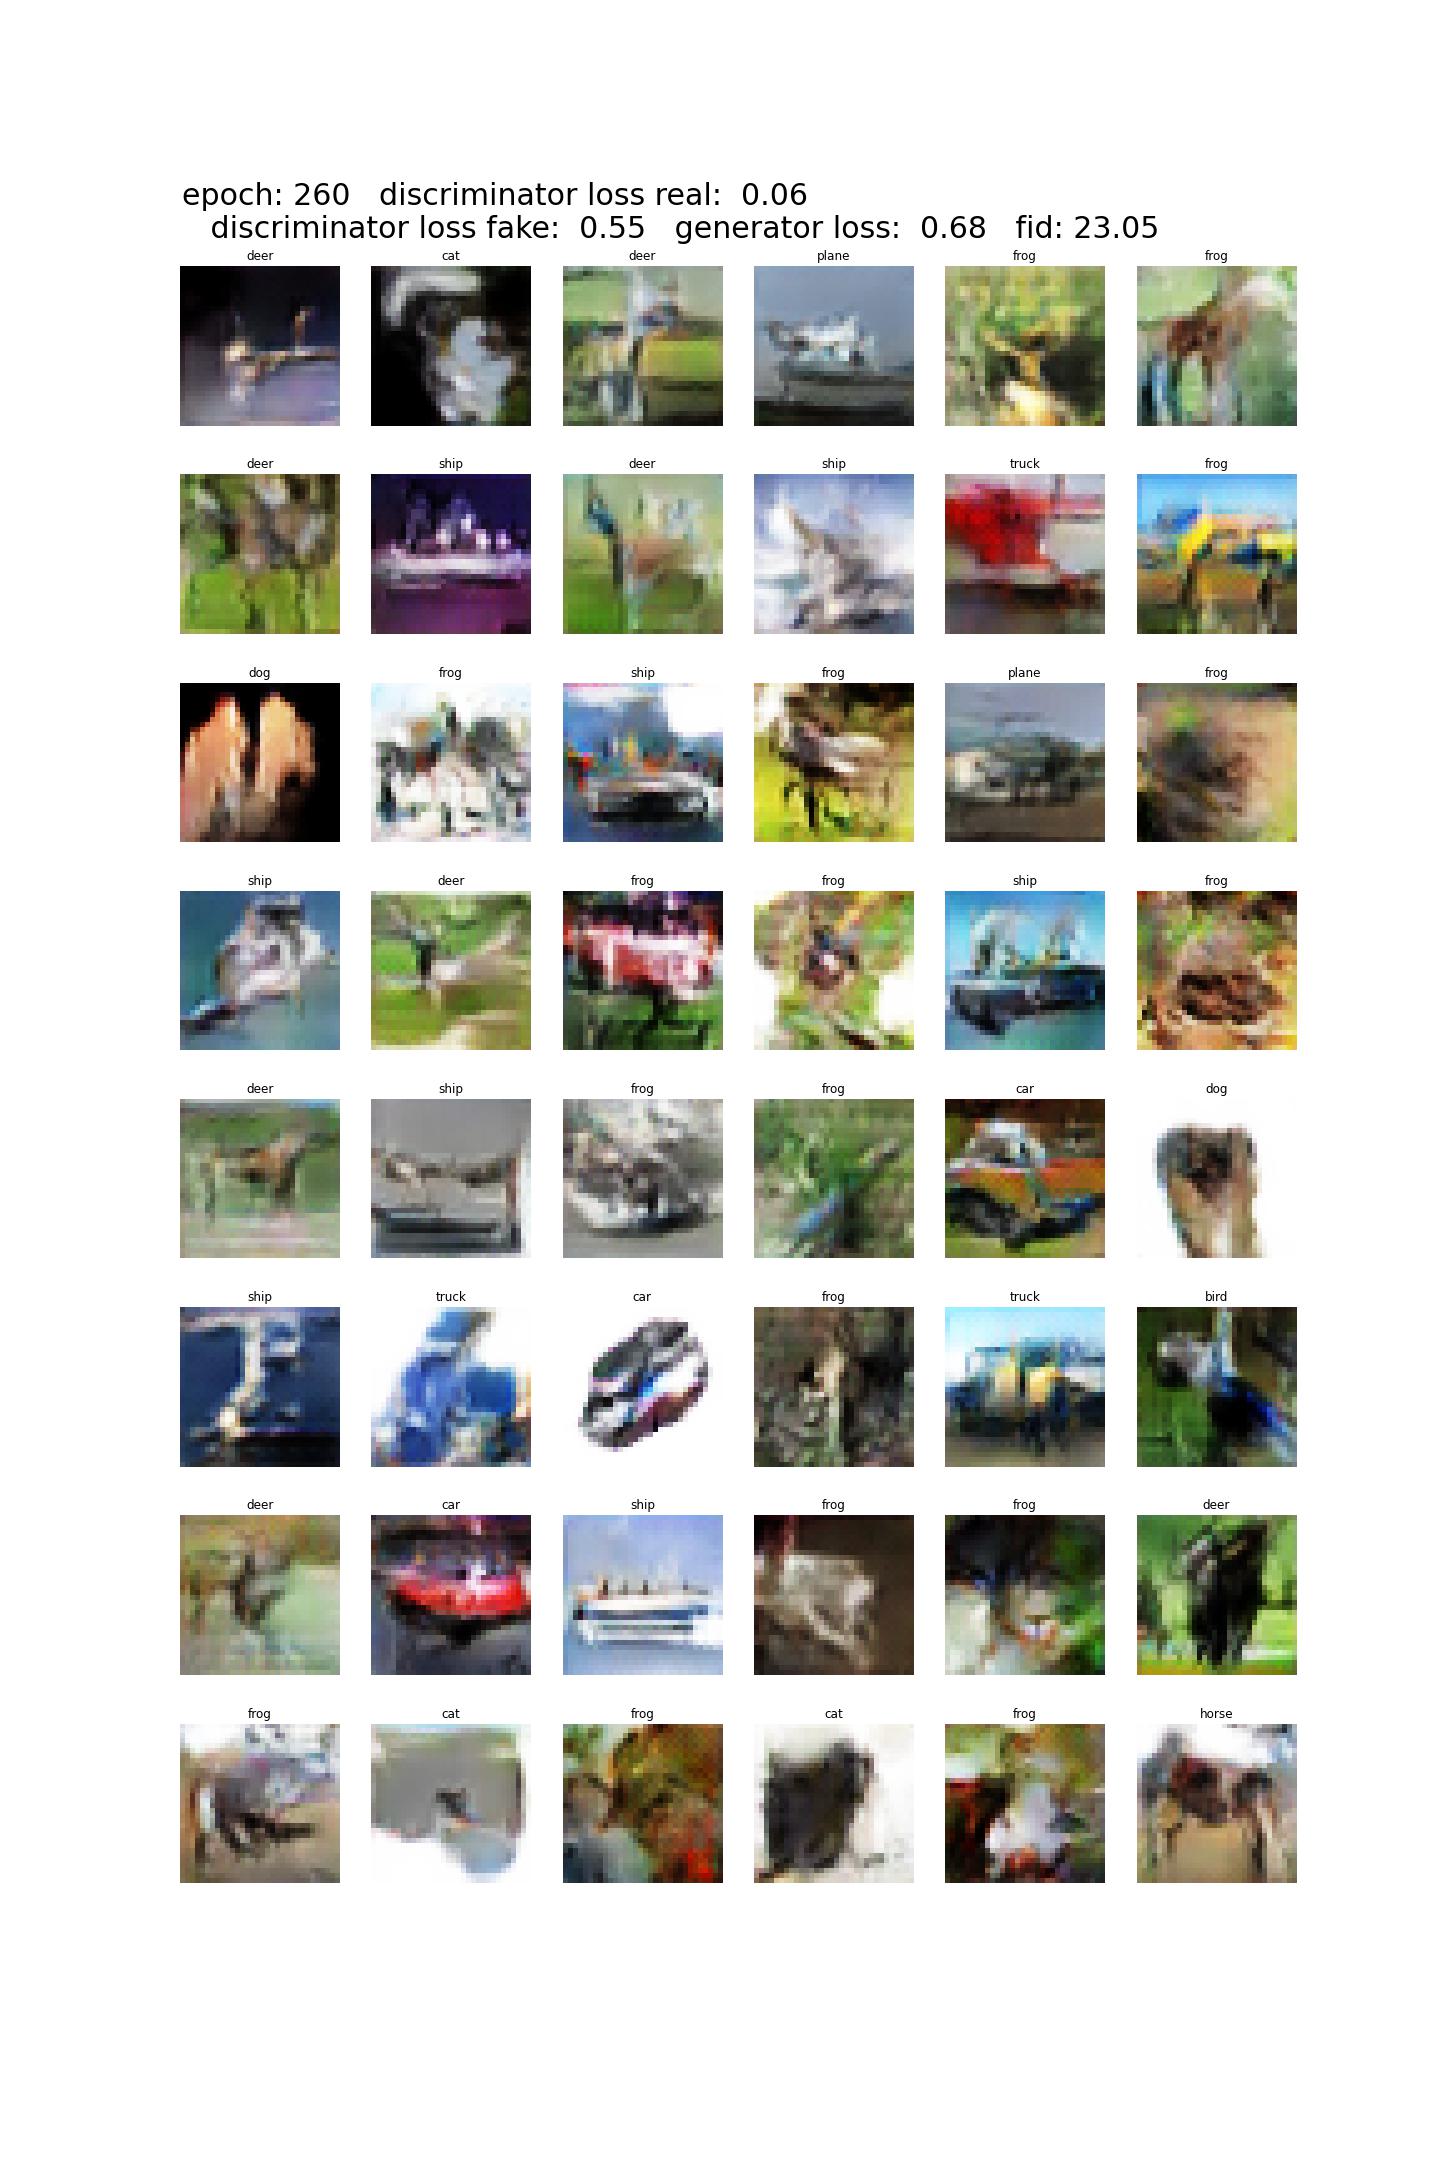 epoch: 260   discriminator loss real:  0.06
discriminator loss fake:  0.55   generator loss:  0.68   fid: 23.05
deer cat deer plane frog frog
deer ship deer ship truck frog
dog frog ship frog plane frog
ship deer frog frog ship frog
deer ship frog frog car dog
ship truck car frog truck bird
deer car ship frog frog deer
frog cat frog cat frog horse